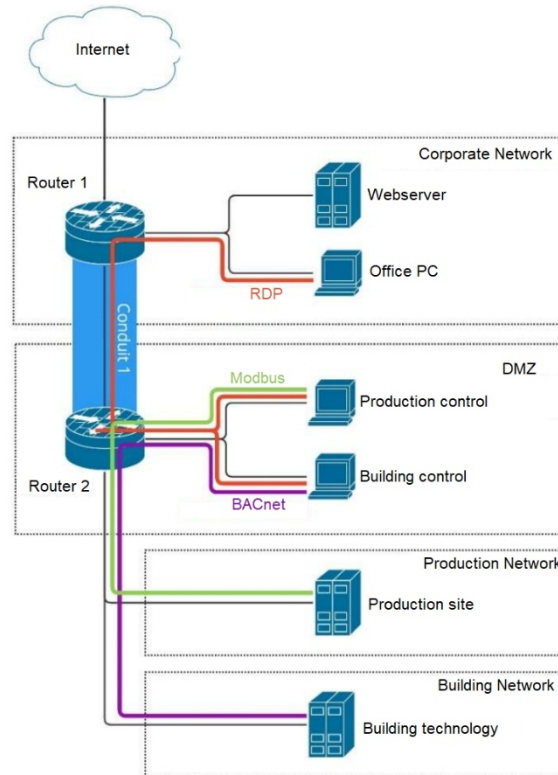 Internet
Corporate Network
Router 1
Webserver
Office PC
RDP
Conduit 1
DMZ
Modbus
Production control
Building control
Router 2
BACnet
Production Network
Production site
Building Network
Building technology